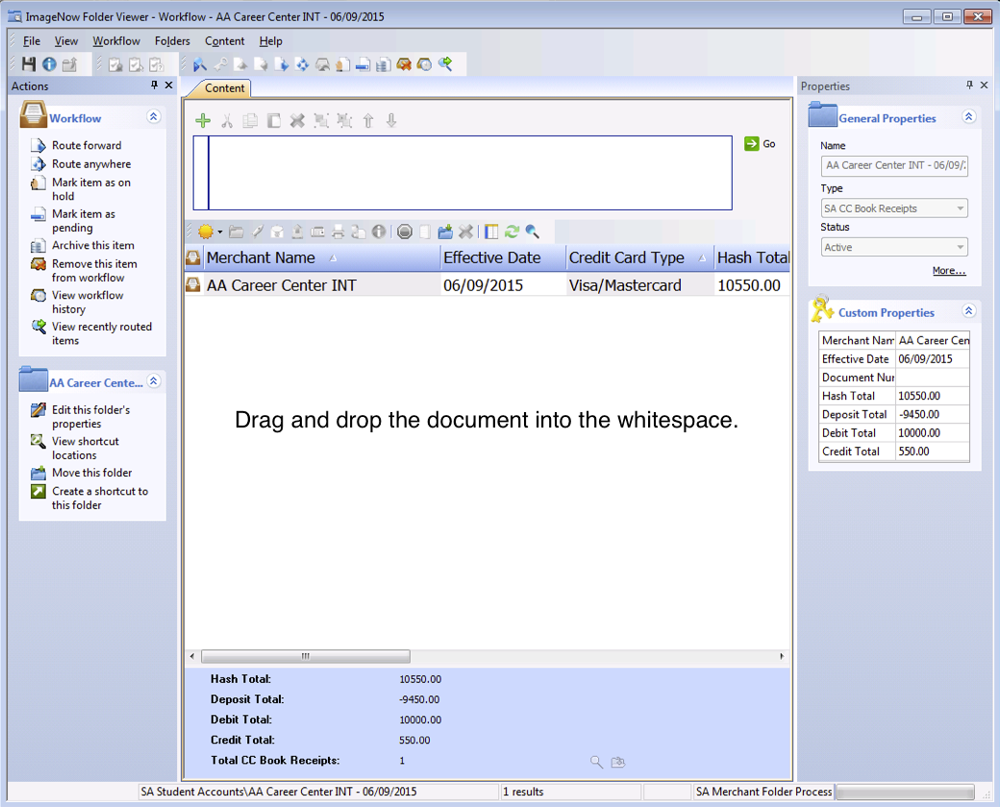 ImageNow Folder Viewer - Workflow - AA Career Center INT - 06/09/2015
File View Workflow Folders Content Help
Actions
Workflow
Route forward
Route anywhere
Mark item as on
hold
Mark item as
pending
Archive this item
Remove this item
from workflow
View workflow
history
View recently routed
items
AA Career Cente...
Edit this folder's
properties
View shortcut
locations
Move this folder
Create a shortcut to
this folder
Content
Go
Merchant Name Effective Date Credit Card Type Hash Total
AA Career Center INT 06/09/2015 Visa/Mastercard 10550.00
Drag and drop the document into the whitespace.
Hash Total: 10550.00
Deposit Total: -9450.00
Debit Total: 10000.00
Credit Total: 550.00
Total CC Book Receipts: 1
Properties
General Properties
Name
AA Career Center INT - 06/09/2
Type
SA CC Book Receipts
Status
Active
More...
Custom Properties
Merchant Nam AA Career Cen
Effective Date 06/09/2015
Document Nur
Hash Total 10550.00
Deposit Total -9450.00
Debit Total 10000.00
Credit Total 550.00
SA Student Accounts\AA Career Center INT - 06/09/2015 1 results SA Merchant Folder Process